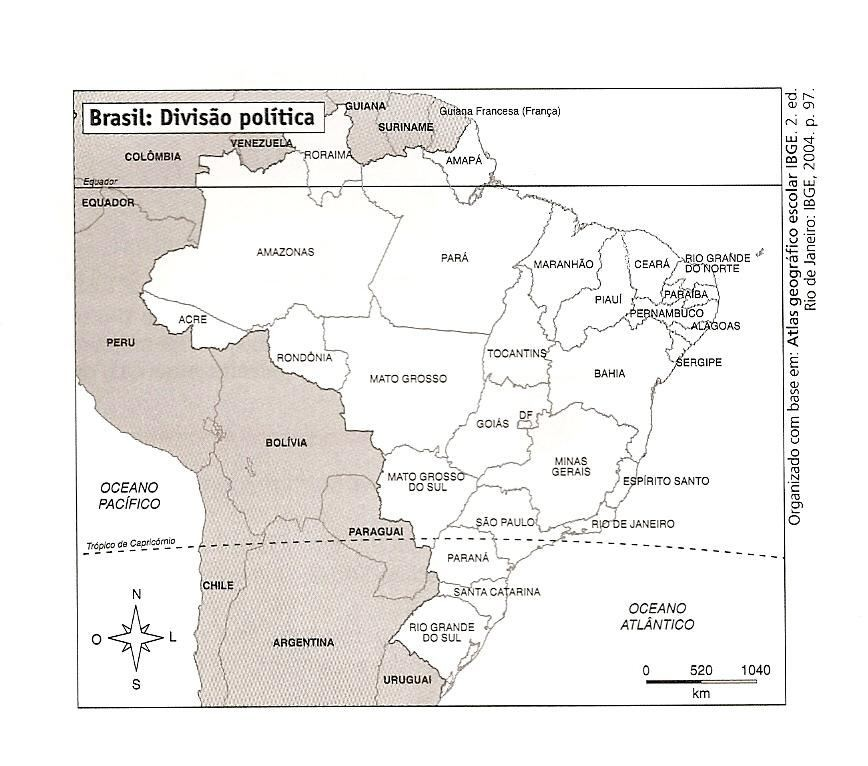 Brasil: Divisão política
GUIANA
Guiana Francesa (França)
SURINAME
VENEZUELA
COLÔMBIA
RORAIMA
AMAPÁ
Equador
EQUADOR
AMAZONAS
PARÁ
MARANHÃO
CEARÁ
RIO GRANDE
DO NORTE
PARAÍBA
PIAUÍ
PERNAMBUCO
ALAGOAS
ACRE
PERU
RONDÔNIA
TOCANTINS
SERGIPE
MATO GROSSO
BAHIA
GOIÁS
DF
BOLÍVIA
MINAS
GERAIS
MATO GROSSO
DO SUL
ESPÍRITO SANTO
OCEANO
PACÍFICO
SÃO PAULO
RIO DE JANEIRO
PARAGUAI
Trópico de Capricórnio
PARANÁ
CHILE
SANTA CATARINA
N
O
L
S
RIO GRANDE
DO SUL
OCEANO
ATLÂNTICO
ARGENTINA
URUGUAI
0 520 1040
km
Organizado com base em: Atlas geográfico escolar IBGE. 2. ed.
Rio de Janeiro: IBGE, 2004. p. 97.